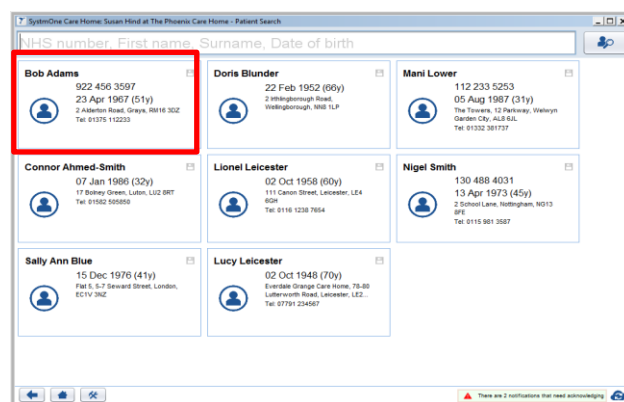 SystmOne Care Home: Susan Hind at The Phoenix Care Home - Patient Search
NHS number, First name, Surname, Date of birth
Bob Adams
922 456 3597
23 Apr 1967 (51y)
2 Alderton Road, Grays, RM16 3DZ
Tel: 01375 112233
Doris Blunder
22 Feb 1952 (66y)
2 Irthlingborough Road,
Wellingborough, NN8 1LP
Mani Lower
112 233 5253
05 Aug 1987 (31y)
The Towers, 12 Parkway, Welwyn
Garden City, AL8 6JL
Tel: 01332 381737
Connor Ahmed-Smith
07 Jan 1986 (32y)
17 Bolney Green, Luton, LU2 8RT
Tel: 01582 505850
Lionel Leicester
02 Oct 1958 (60y)
111 Canon Street, Leicester, LE4
6GH
Tel: 0116 1238 7654
Nigel Smith
130 488 4031
13 Apr 1973 (45y)
2 School Lane, Nottingham, NG13
8FE
Tel: 0115 981 3587
Sally Ann Blue
15 Dec 1976 (41y)
Flat 5, 5-7 Seward Street, London,
EC1V 3NZ
Lucy Leicester
02 Oct 1948 (70y)
Everdale Grange Care Home, 78-80
Lutterworth Road, Leicester, LE2...
Tel: 07791 234567
There are 2 notifications that need acknowledging